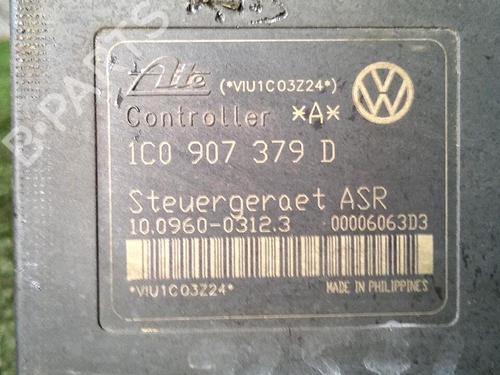 Ate (*VIU1C03Z24*)
Controller *A*
1C0 907 379 D
Steuergeraet ASR
10.0960-0312.3 00006063D3
*VIU1C03Z24* MADE IN PHILIPPINES
B-PARTS